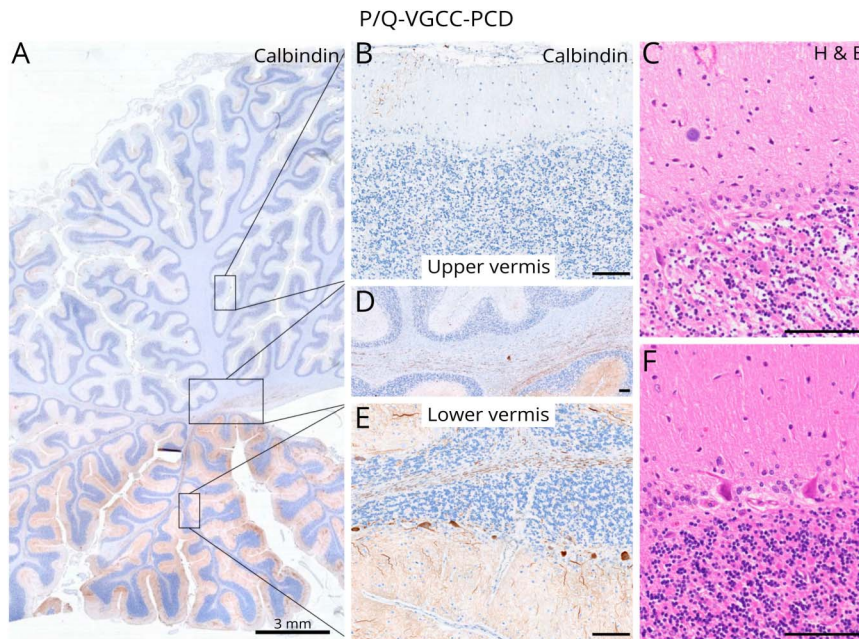 P/Q-VGCC-PCD
A
Calbindin
B
Calbindin
C
H & E
Upper vermis
D
E
Lower vermis
F
3 mm